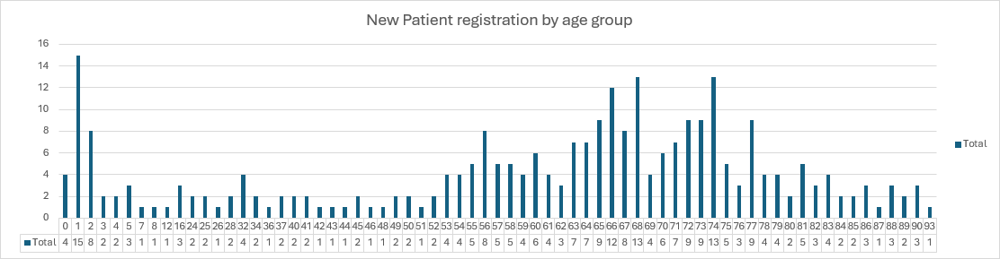 New Patient registration by age group
16
14
12
10
8
6
4
2
0
0 1 2 3 4 5 7 8 12 16 24 25 26 28 32 34 36 37 40 41 42 43 44 45 46 48 49 50 51 52 53 54 55 56 57 58 59 60 61 62 63 64 65 66 67 68 69 70 71 72 73 74 75 76 77 78 79 80 81 82 83 84 85 86 87 88 89 90 93
Total 4 15 8 2 2 3 1 1 1 3 2 2 1 2 4 2 1 2 2 2 1 1 1 2 1 1 2 2 1 2 4 4 5 8 5 5 4 6 4 3 7 7 9 12 8 13 4 6 7 9 9 13 5 3 9 4 4 2 5 3 4 2 2 3 1 3 2 3 1
Total